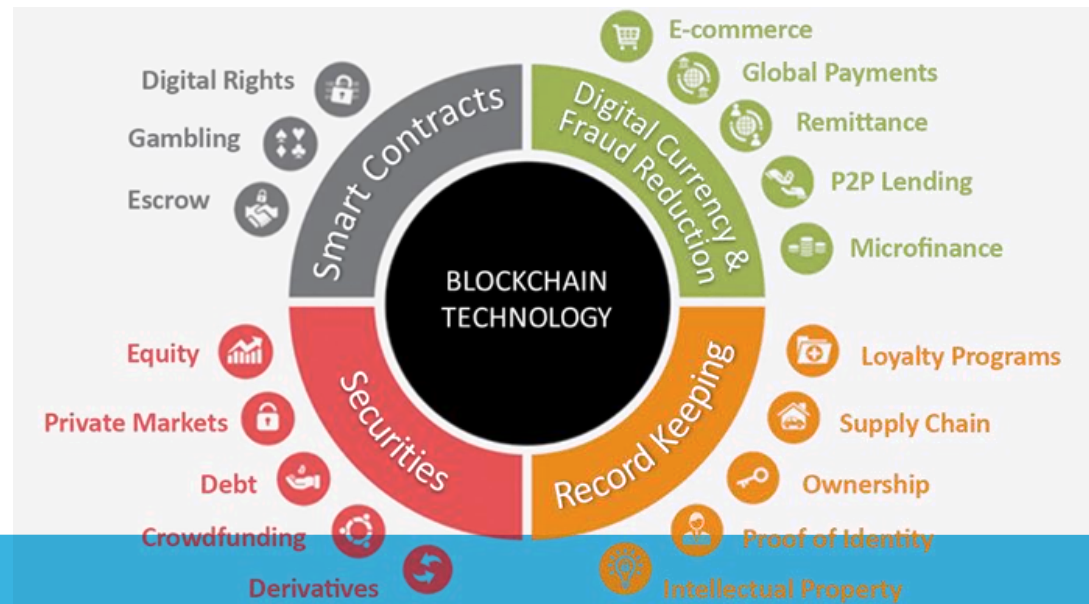 E-commerce
Global Payments
Remittance
P2P Lending
Microfinance
Digital Rights
Gambling
Escrow
Smart Contracts
Digital Currency &
Fraud Reduction
BLOCKCHAIN
TECHNOLOGY
Securities
Record Keeping
Equity
Private Markets
Debt
Crowdfunding
Derivatives
Loyalty Programs
Supply Chain
Ownership
Proof of Identity
Intellectual Property